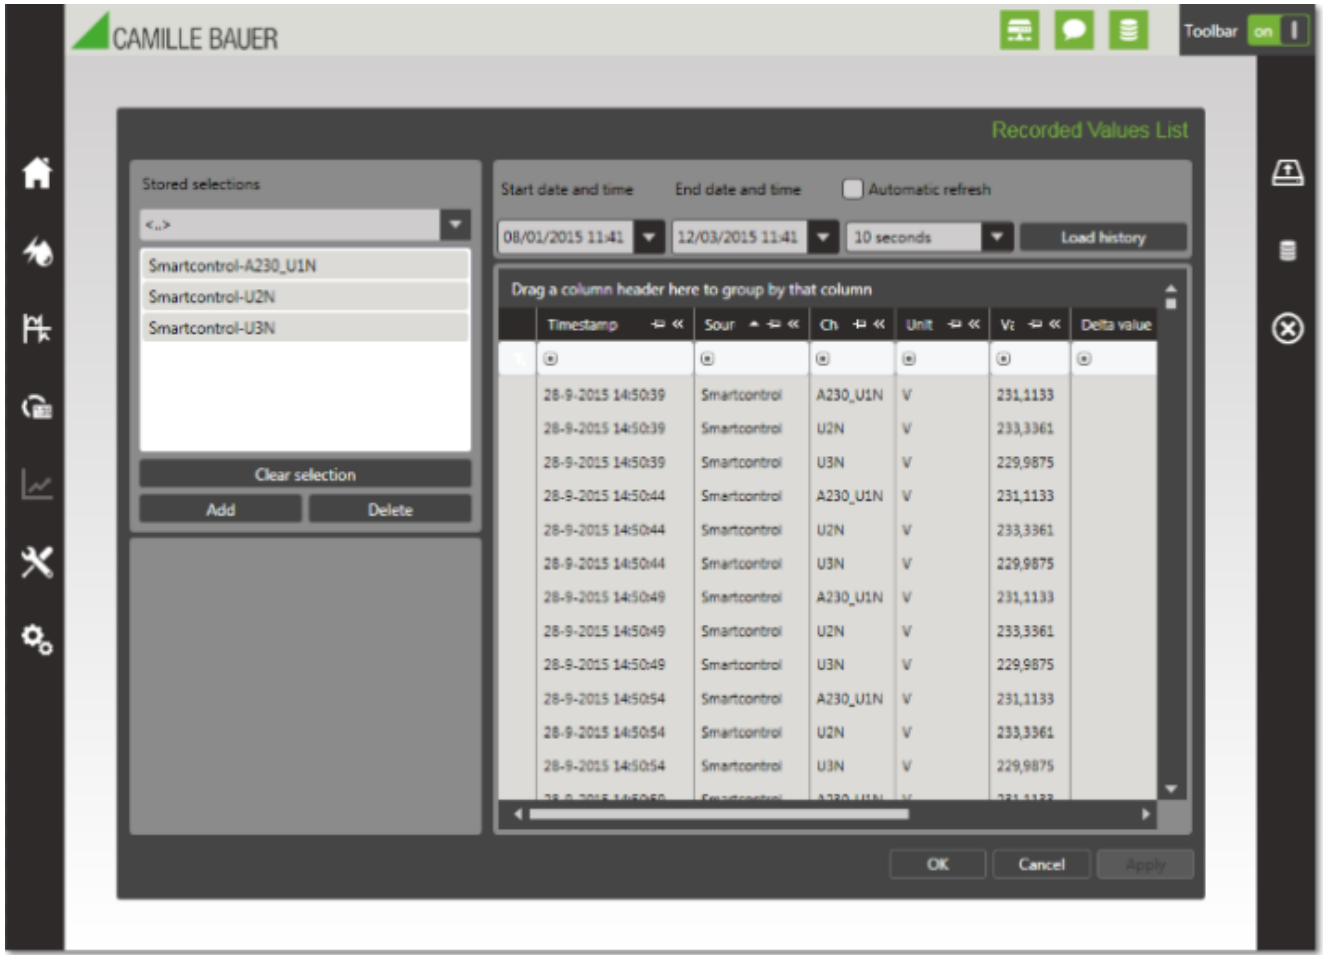 CAMILLE BAUER
Toolbar on
Recorded Values List
Stored selections
<..>
Smartcontrol-A230_U1N
Smartcontrol-U2N
Smartcontrol-U3N
Clear selection
Add Delete
Start date and time End date and time Automatic refresh
08/01/2015 11:41 12/03/2015 11:41 10 seconds Load history
Drag a column header here to group by that column
Timestamp Sour Ch Unit Va Delta value
28-9-2015 14:50:39 Smartcontrol A230_U1N V 231,1133
28-9-2015 14:50:39 Smartcontrol U2N V 233,3361
28-9-2015 14:50:39 Smartcontrol U3N V 229,9875
28-9-2015 14:50:44 Smartcontrol A230_U1N V 231,1133
28-9-2015 14:50:44 Smartcontrol U2N V 233,3361
28-9-2015 14:50:44 Smartcontrol U3N V 229,9875
28-9-2015 14:50:49 Smartcontrol A230_U1N V 231,1133
28-9-2015 14:50:49 Smartcontrol U2N V 233,3361
28-9-2015 14:50:49 Smartcontrol U3N V 229,9875
28-9-2015 14:50:54 Smartcontrol A230_U1N V 231,1133
28-9-2015 14:50:54 Smartcontrol U2N V 233,3361
28-9-2015 14:50:54 Smartcontrol U3N V 229,9875
OK Cancel Apply